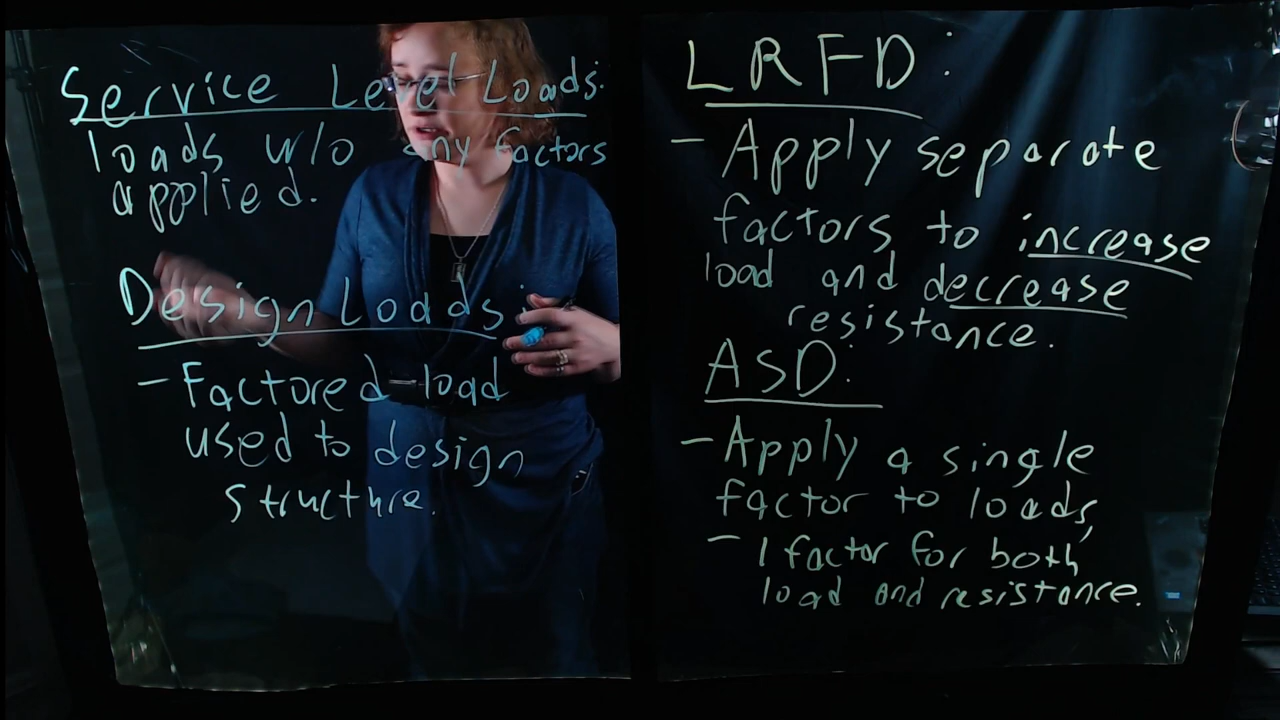 Service Level Loads:
loads w/o any factors
applied.
Design Loads:
- Factored load
used to design
structure.
LRFD:
- Apply separate
factors to increase
load and decrease
resistance.
ASD:
- Apply a single
factor to loads,
- 1 factor for both
load and resistance.